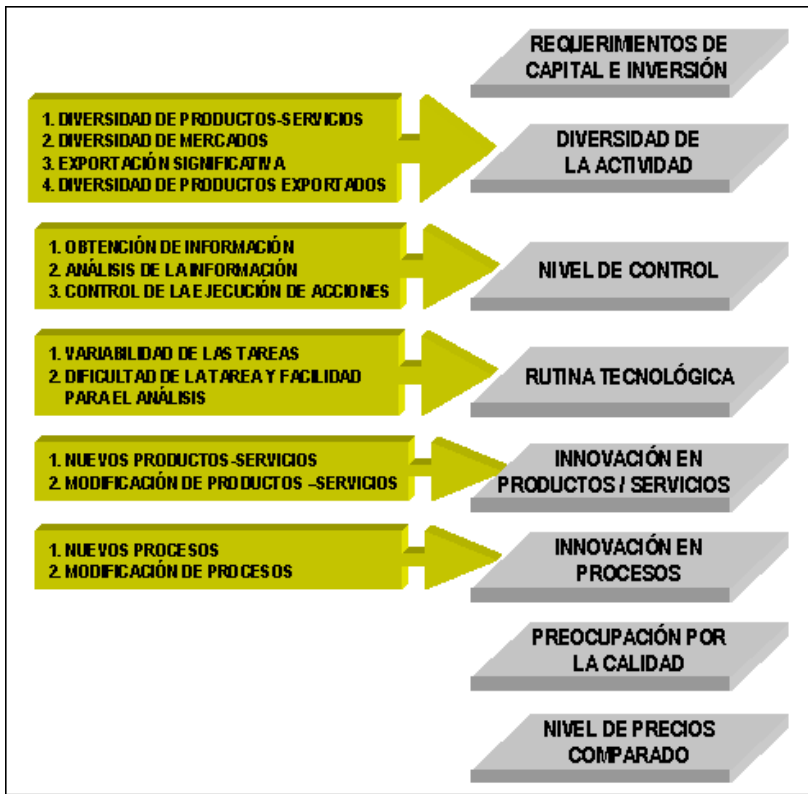 REQUERIMIENTOS DE
CAPITAL E INVERSIÓN
1. DIVERSIDAD DE PRODUCTOS-SERVICIOS
2. DIVERSIDAD DE MERCADOS
3. EXPORTACIÓN SIGNIFICATIVA
4. DIVERSIDAD DE PRODUCTOS EXPORTADOS
DIVERSIDAD DE
LA ACTIVIDAD
1. OBTENCIÓN DE INFORMACIÓN
2. ANÁLISIS DE LA INFORMACIÓN
3. CONTROL DE LA EJECUCIÓN DE ACCIONES
NIVEL DE CONTROL
1. VARIABILIDAD DE LAS TAREAS
2. DIFICULTAD DE LA TAREA Y FACILIDAD
PARA EL ANÁLISIS
RUTINA TECNOLÓGICA
1. NUEVOS PRODUCTOS-SERVICIOS
2. MODIFICACIÓN DE PRODUCTOS –SERVICIOS
INNOVACIÓN EN
PRODUCTOS / SERVICIOS
1. NUEVOS PROCESOS
2. MODIFICACIÓN DE PROCESOS
INNOVACIÓN EN
PROCESOS
PREOCUPACIÓN POR
LA CALIDAD
NIVEL DE PRECIOS
COMPARADO